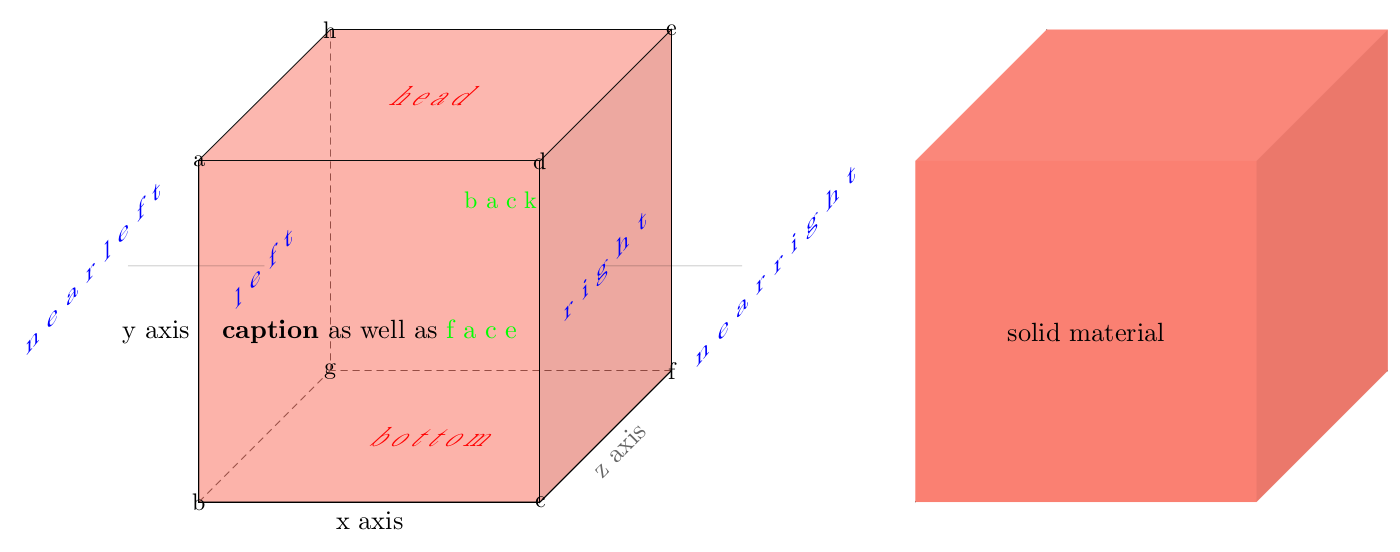 h
e
head
a
d
back
near left
left
right
near right
y axis
caption as well as face
solid material
g
f
bottom
z axis
b
c
x axis